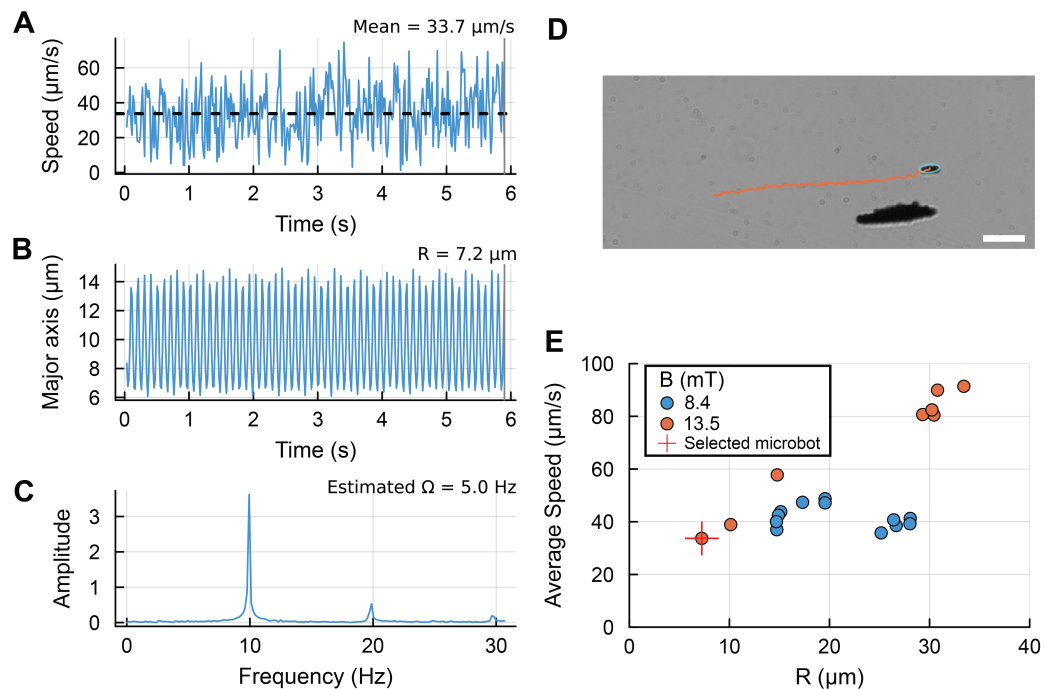 A
Mean = 33.7 µm/s
Speed (µm/s)
60
40
20
0
0 1 2 3 4 5 6
Time (s)
B
R = 7.2 µm
Major axis (µm)
14
12
10
8
6
0 1 2 3 4 5 6
Time (s)
C
Estimated Ω = 5.0 Hz
Amplitude
3
2
1
0
0 10 20 30
Frequency (Hz)
D
E
Average Speed (µm/s)
100
80
60
40
20
0
B (mT)
8.4
13.5
Selected microbot
0 10 20 30 40
R (µm)